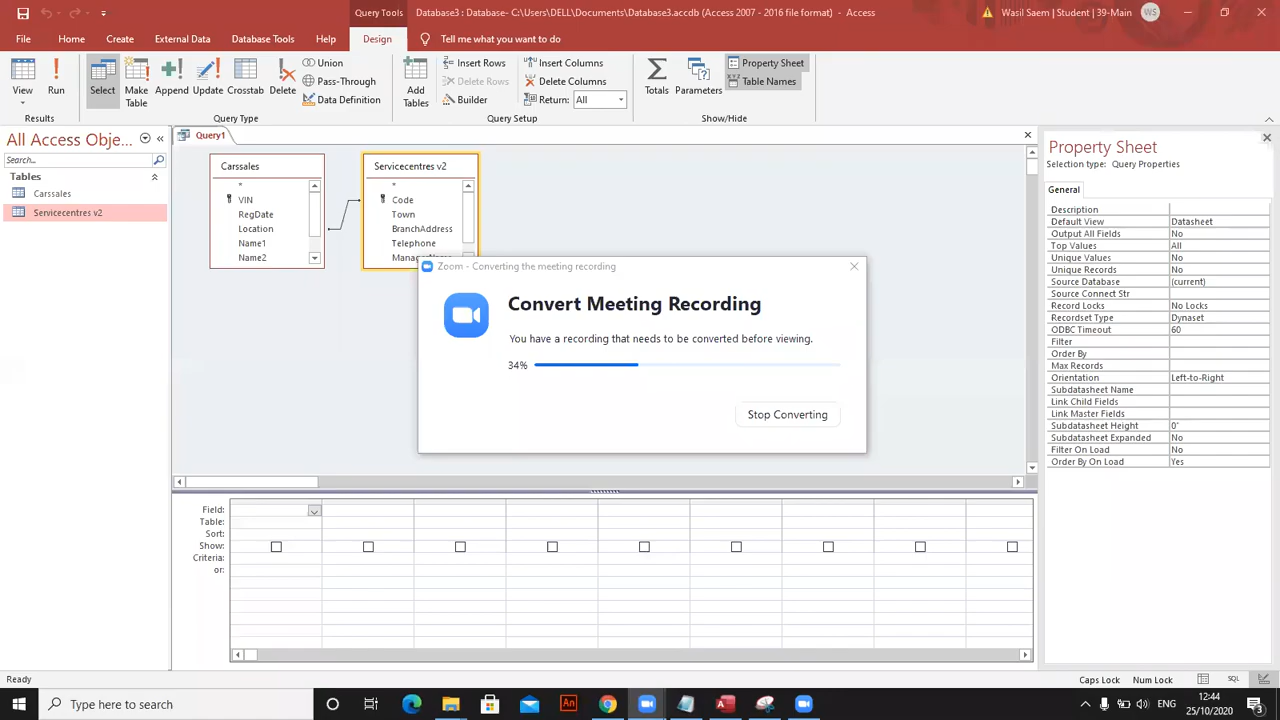 Query Tools
Database3 : Database- C:\Users\DELL\Documents\Database3.accdb (Access 2007 - 2016 file format) - Access
Wasil Saem | Student | 39-Main
WS
File
Home
Create
External Data
Database Tools
Help
Design
Tell me what you want to do
View
Run
Select
Make Table
Append
Update
Crosstab
Delete
Union
Pass-Through
Data Definition
Add Tables
Insert Rows
Delete Rows
Builder
Insert Columns
Delete Columns
Return: All
Totals
Parameters
Property Sheet
Table Names
Results
Query Type
Query Setup
Show/Hide
All Access Obje...
Search...
Tables
Carssales
Servicecentres v2
Query1
Carssales
*
VIN
RegDate
Location
Name1
Name2
Servicecentres v2
*
Code
Town
BranchAddress
Telephone
Zoom - Converting the meeting recording
Convert Meeting Recording
You have a recording that needs to be converted before viewing.
34%
Stop Converting
Field:
Table:
Sort:
Show:
Criteria:
or:
Property Sheet
Selection type: Query Properties
General
Description
Default View Datasheet
Output All Fields No
Top Values All
Unique Values No
Unique Records No
Source Database (current)
Source Connect Str
Record Locks No Locks
Recordset Type Dynaset
ODBC Timeout 60
Filter
Order By
Max Records
Orientation Left-to-Right
Subdatasheet Name
Link Child Fields
Link Master Fields
Subdatasheet Height 0"
Subdatasheet Expanded No
Filter On Load No
Order By On Load Yes
Ready
Caps Lock
Num Lock
SQL
Type here to search
An
ENG
12:44
25/10/2020
3